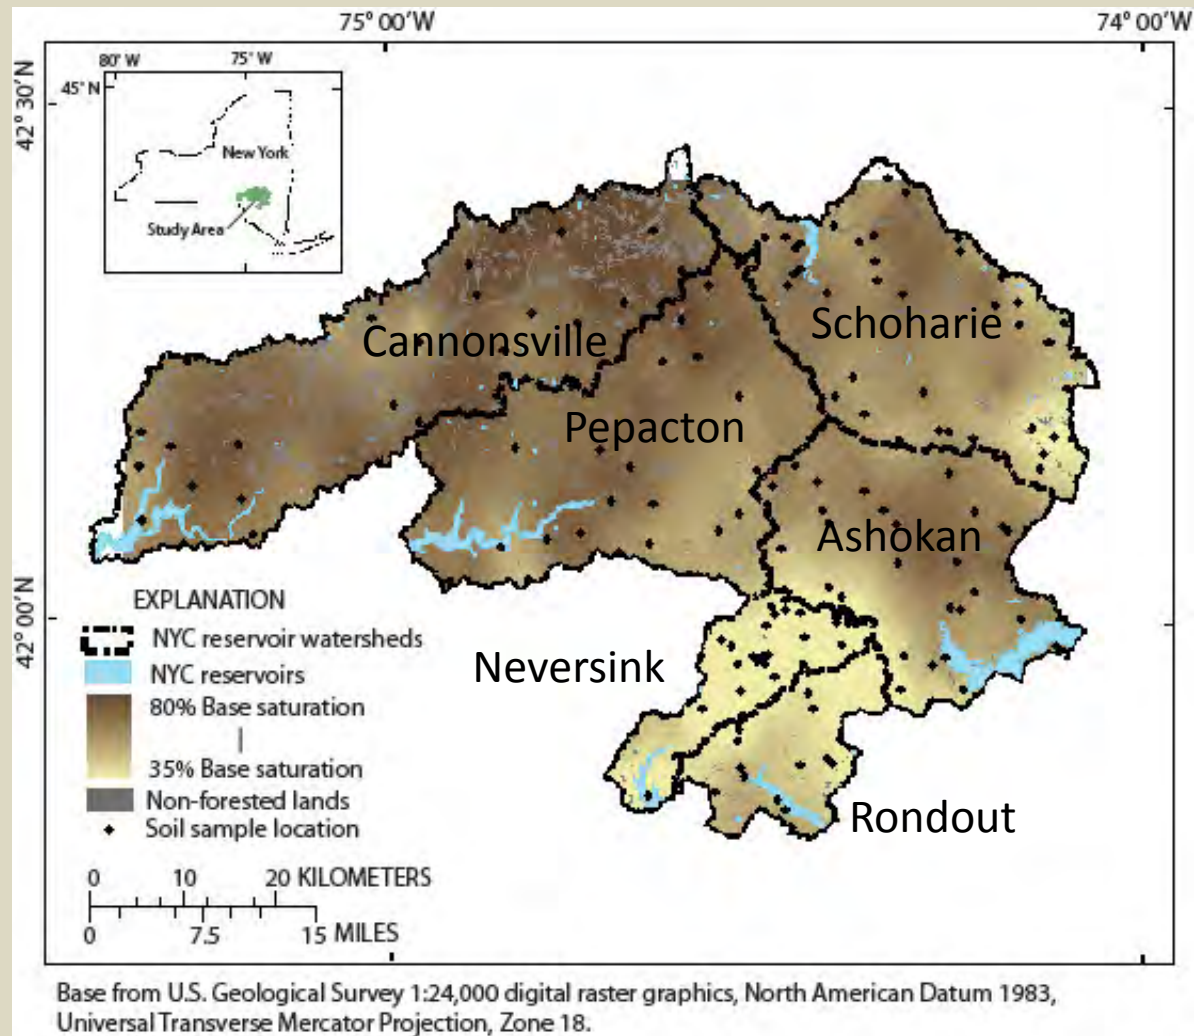 75° 00'W
74° 00'W
80° W
75° W
45° N
42° 30'N
New York
Study Area
Schoharie
Cannonsville
Pepacton
Ashokan
42° 00'N
Neversink
Rondout
EXPLANATION
NYC reservoir watersheds
NYC reservoirs
80% Base saturation
35% Base saturation
Non-forested lands
Soil sample location
0 10 20 KILOMETERS
0 7.5 15 MILES
Base from U.S. Geological Survey 1:24,000 digital raster graphics, North American Datum 1983,
Universal Transverse Mercator Projection, Zone 18.